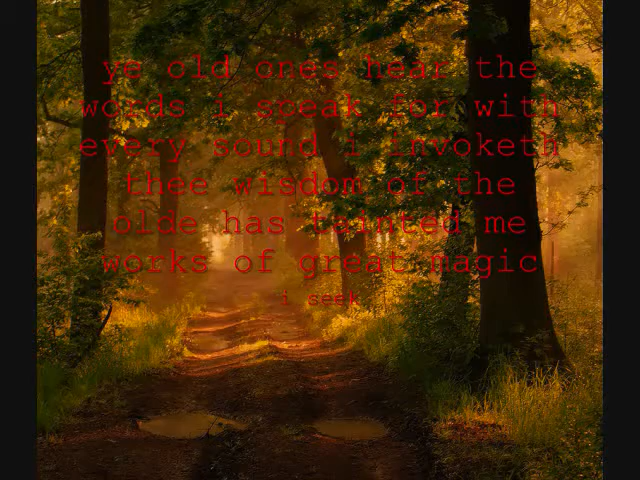 ye old ones hear the
words i speak for with
every sound i invoketh
thee wisdom of the
olde has tainted me
works of great magic
i seek